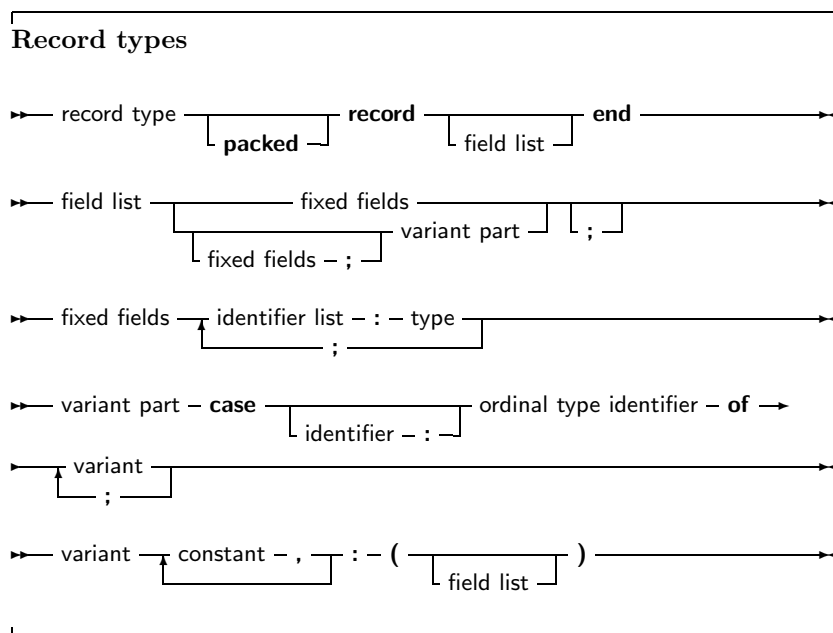 Record types
record type record end
packed field list
field list fixed fields
variant part ;
fixed fields ;
fixed fields identifier list : type
;
variant part case ordinal type identifier of
identifier :
variant
;
variant constant , : ( )
field list